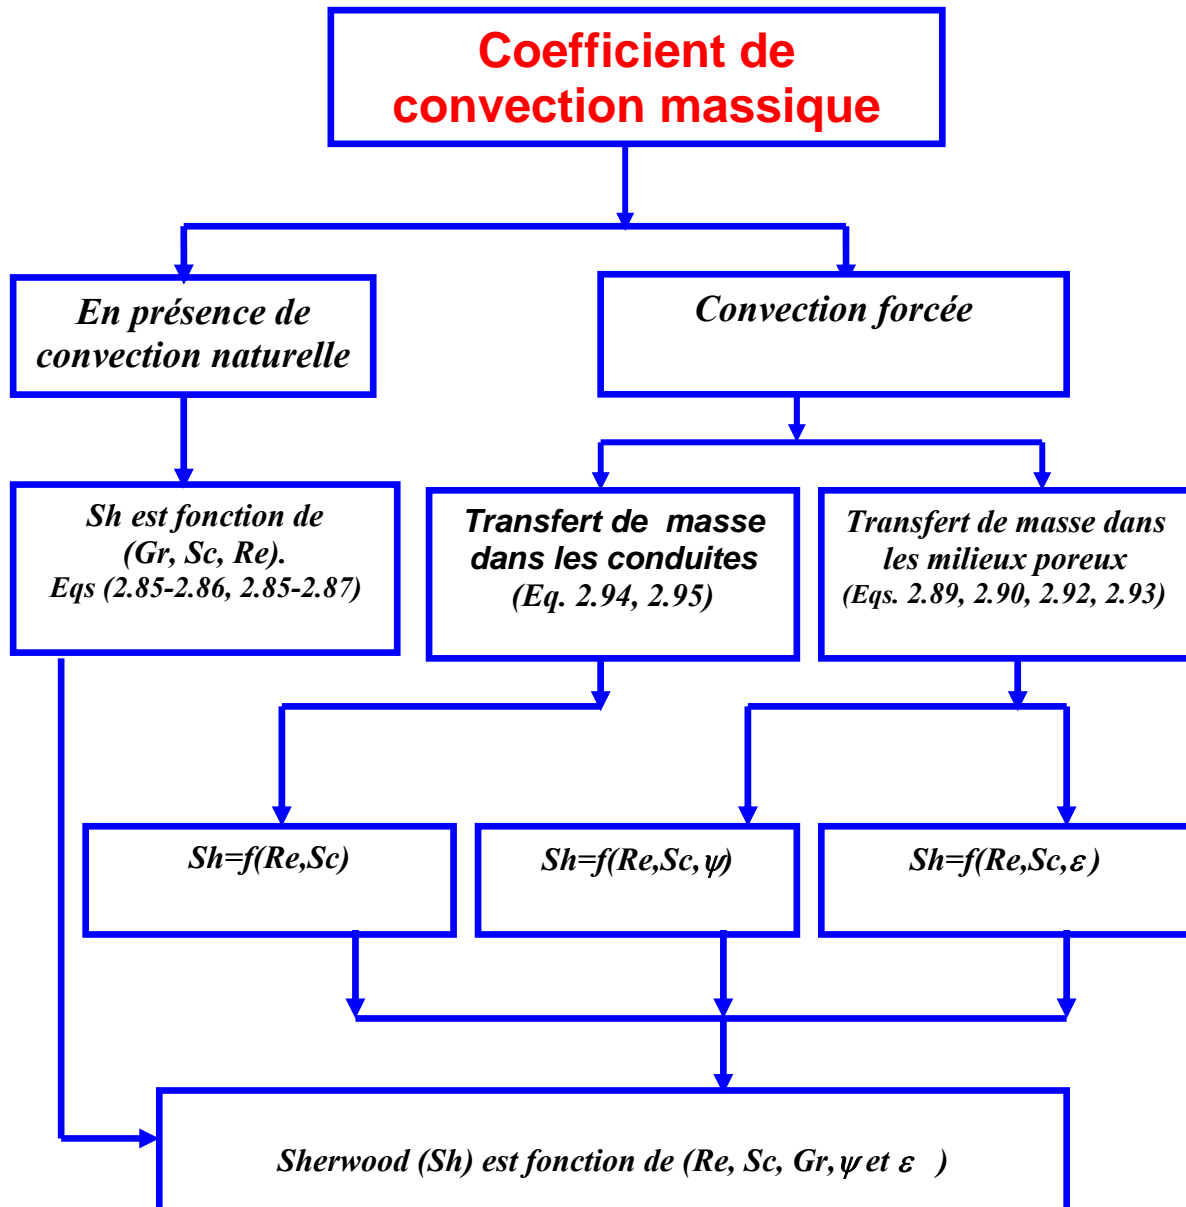 Coefficient de
convection massique
En présence de
convection naturelle
Convection forcée
Sh est fonction de
(Gr, Sc, Re).
Eqs (2.85-2.86, 2.85-2.87)
Transfert de masse
dans les conduites
(Eq. 2.94, 2.95)
Transfert de masse dans
les milieux poreux
(Eqs. 2.89, 2.90, 2.92, 2.93)
Sh=f(Re,Sc)
Sh=f(Re,Sc,ψ)
Sh=f(Re,Sc,ε )
Sherwood (Sh) est fonction de (Re, Sc, Gr,ψ et ε )